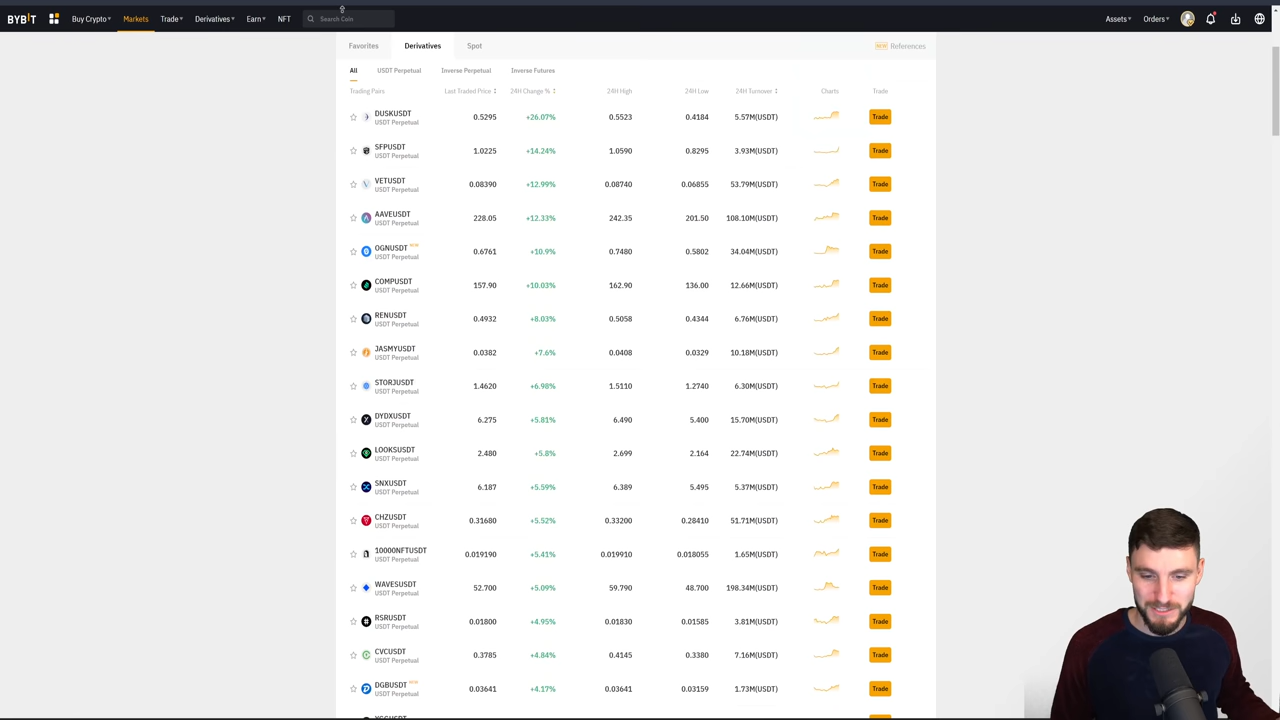 BYBIT Buy Crypto Markets Trade Derivatives Earn NFT Search Coin Assets Orders
Favorites Derivatives Spot NEW References
All USDT Perpetual Inverse Perpetual Inverse Futures
Trading Pairs Last Traded Price 24H Change % 24H High 24H Low 24H Turnover Charts Trade
DUSKUSDT
USDT Perpetual
0.5295 +26.07% 0.5523 0.4184 5.57M(USDT) Trade
SFPUSDT
USDT Perpetual
1.0225 +14.24% 1.0590 0.8295 3.93M(USDT) Trade
VETUSDT
USDT Perpetual
0.08390 +12.99% 0.08740 0.06855 53.79M(USDT) Trade
AAVEUSDT
USDT Perpetual
228.05 +12.33% 242.35 201.50 108.10M(USDT) Trade
OGNUSDT NEW
USDT Perpetual
0.6761 +10.9% 0.7480 0.5802 34.04M(USDT) Trade
COMPUSDT
USDT Perpetual
157.90 +10.03% 162.90 136.00 12.66M(USDT) Trade
RENUSDT
USDT Perpetual
0.4932 +8.03% 0.5058 0.4344 6.76M(USDT) Trade
JASMYUSDT
USDT Perpetual
0.0382 +7.6% 0.0408 0.0329 10.18M(USDT) Trade
STORJUSDT
USDT Perpetual
1.4620 +6.98% 1.5110 1.2740 6.30M(USDT) Trade
DYDXUSDT
USDT Perpetual
6.275 +5.81% 6.490 5.400 15.70M(USDT) Trade
LOOKSUSDT
USDT Perpetual
2.480 +5.8% 2.699 2.164 22.74M(USDT) Trade
SNXUSDT
USDT Perpetual
6.187 +5.59% 6.389 5.495 5.37M(USDT) Trade
CHZUSDT
USDT Perpetual
0.31680 +5.52% 0.33200 0.28410 51.71M(USDT) Trade
10000NFTUSDT
USDT Perpetual
0.019190 +5.41% 0.019910 0.018055 1.65M(USDT) Trade
WAVESUSDT
USDT Perpetual
52.700 +5.09% 59.790 48.700 198.34M(USDT) Trade
RSRUSDT
USDT Perpetual
0.01800 +4.95% 0.01830 0.01585 3.81M(USDT) Trade
CVCUSDT
USDT Perpetual
0.3785 +4.84% 0.4145 0.3380 7.16M(USDT) Trade
DGBUSDT NEW
USDT Perpetual
0.03641 +4.17% 0.03641 0.03159 1.73M(USDT) Trade